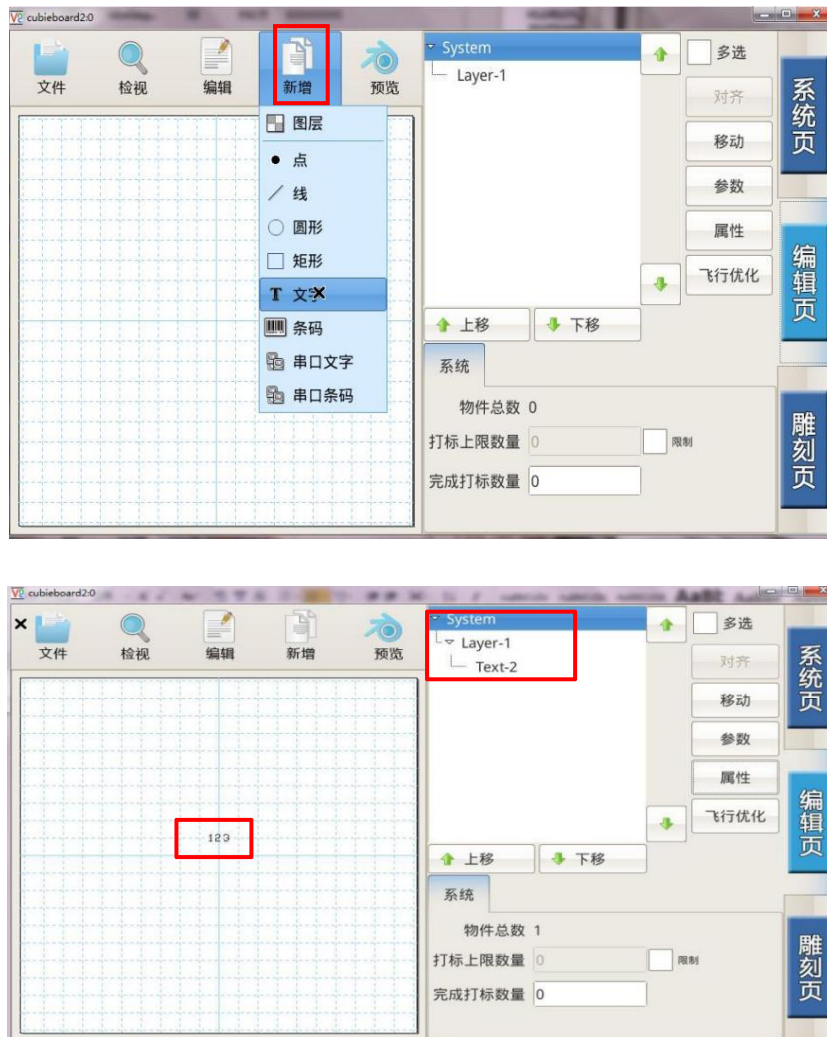 cubieboard2:0
文件 检视 编辑 新增 预览
图层
点
线
圆形
矩形
T 文字
条码
串口文字
串口条码
System
Layer-1
多选
对齐
移动
参数
属性
飞行优化
上移 下移
系统
物件总数 0
打标上限数量 0 限制
完成打标数量 0
系统页
编辑页
雕刻页
cubieboard2:0
文件 检视 编辑 新增 预览
123
System
Layer-1
Text-2
多选
对齐
移动
参数
属性
飞行优化
上移 下移
系统
物件总数 1
打标上限数量 0 限制
完成打标数量 0
系统页
编辑页
雕刻页